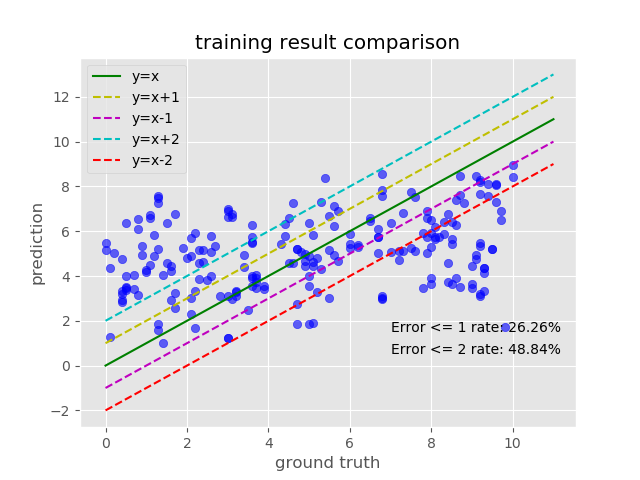 training result comparison
y=x
y=x+1
y=x-1
y=x+2
y=x-2
12
10
8
6
4
2
0
−2
prediction
Error <= 1 rate: 26.26%
Error <= 2 rate: 48.84%
0
2
4
6
8
10
ground truth